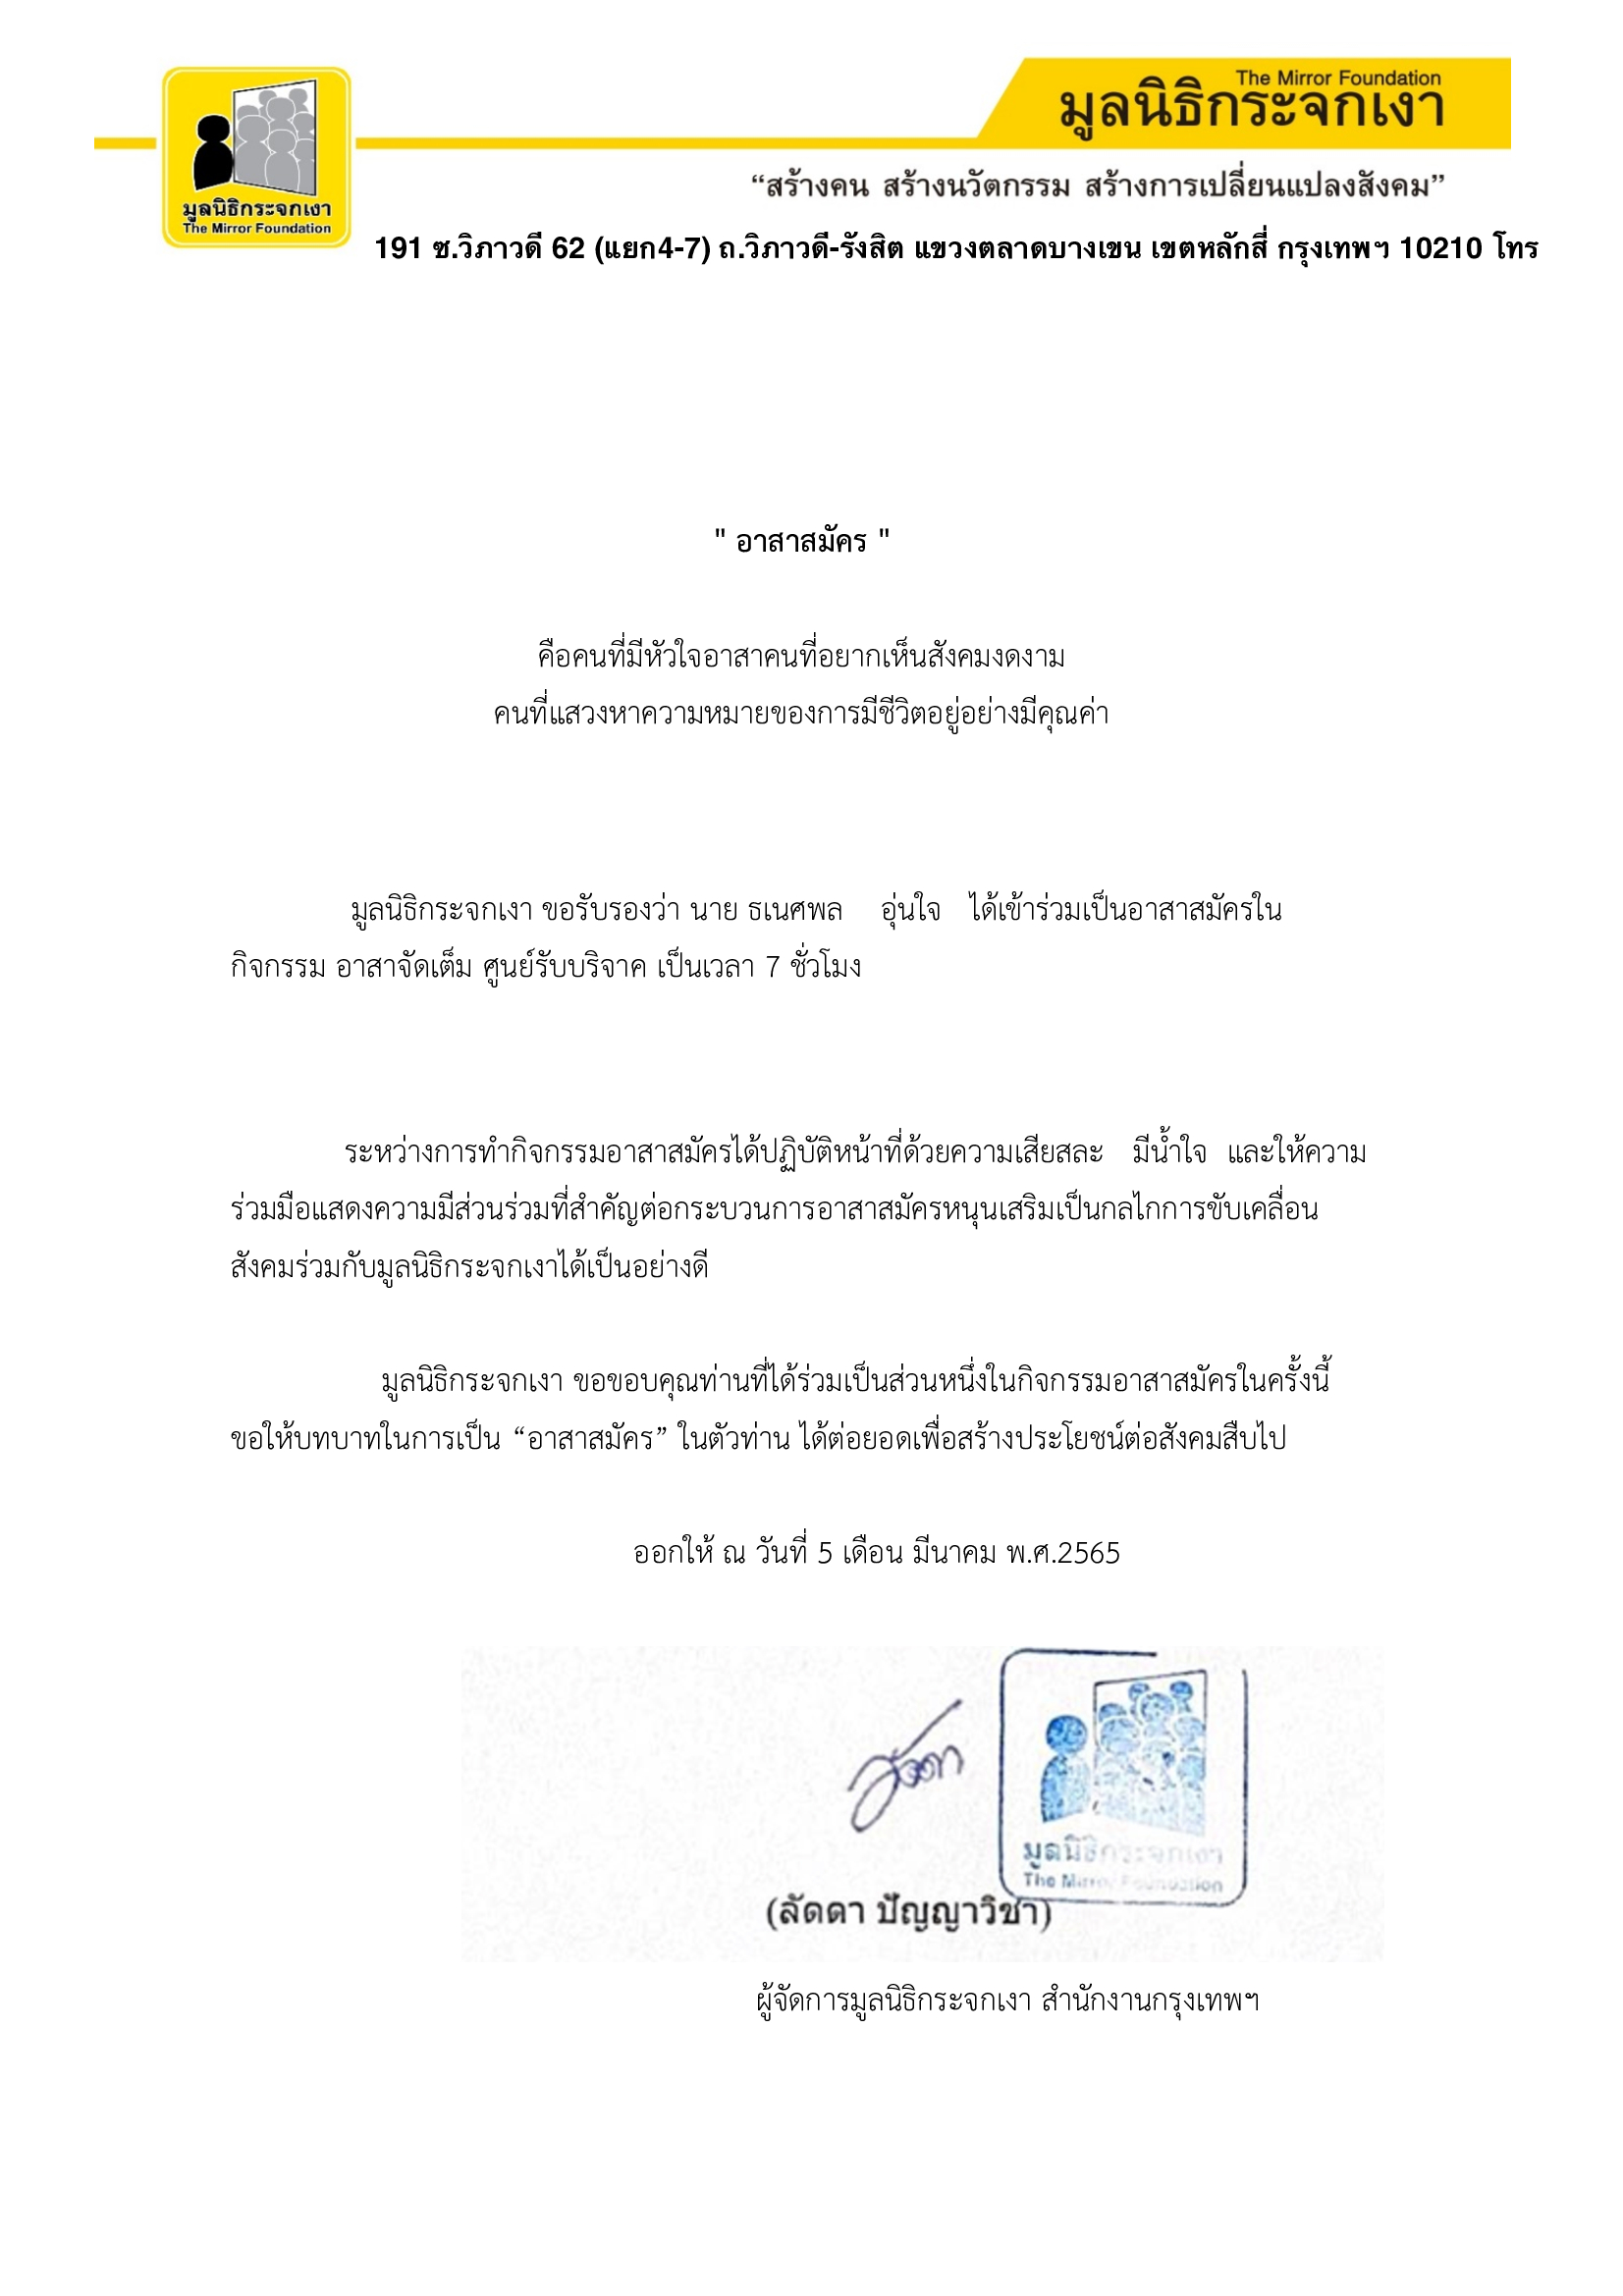 The Mirror Foundation
มูลนิธิกระจกเงา
มูลนิธิกระจกเงา
The Mirror Foundation
“สร้างคน สร้างนวัตกรรม สร้างการเปลี่ยนแปลงสังคม”
191 ซ.วิภาวดี 62 (แยก4-7) ถ.วิภาวดี-รังสิต แขวงตลาดบางเขน เขตหลักสี่ กรุงเทพฯ 10210 โทร
" อาสาสมัคร "
คือคนที่มีหัวใจอาสาคนที่อยากเห็นสังคมงดงาม
คนที่แสวงหาความหมายของการมีชีวิตอยู่อย่างมีคุณค่า
มูลนิธิกระจกเงา ขอรับรองว่า นาย ธเนศพล อุ่นใจ ได้เข้าร่วมเป็นอาสาสมัครใน
กิจกรรม อาสาจัดเต็ม ศูนย์รับบริจาค เป็นเวลา 7 ชั่วโมง
ระหว่างการทำกิจกรรมอาสาสมัครได้ปฏิบัติหน้าที่ด้วยความเสียสละ มีน้ำใจ และให้ความ
ร่วมมือแสดงความมีส่วนร่วมที่สำคัญต่อกระบวนการอาสาสมัครหนุนเสริมเป็นกลไกการขับเคลื่อน
สังคมร่วมกับมูลนิธิกระจกเงาได้เป็นอย่างดี
มูลนิธิกระจกเงา ขอขอบคุณท่านที่ได้ร่วมเป็นส่วนหนึ่งในกิจกรรมอาสาสมัครในครั้งนี้
ขอให้บทบาทในการเป็น “อาสาสมัคร” ในตัวท่าน ได้ต่อยอดเพื่อสร้างประโยชน์ต่อสังคมสืบไป
ออกให้ ณ วันที่ 5 เดือน มีนาคม พ.ศ.2565
ลัดดา
มูลนิธิกระจกเงา
The Mirror Foundation
(ลัดดา ปัญญาวิชา)
ผู้จัดการมูลนิธิกระจกเงา สำนักงานกรุงเทพฯ